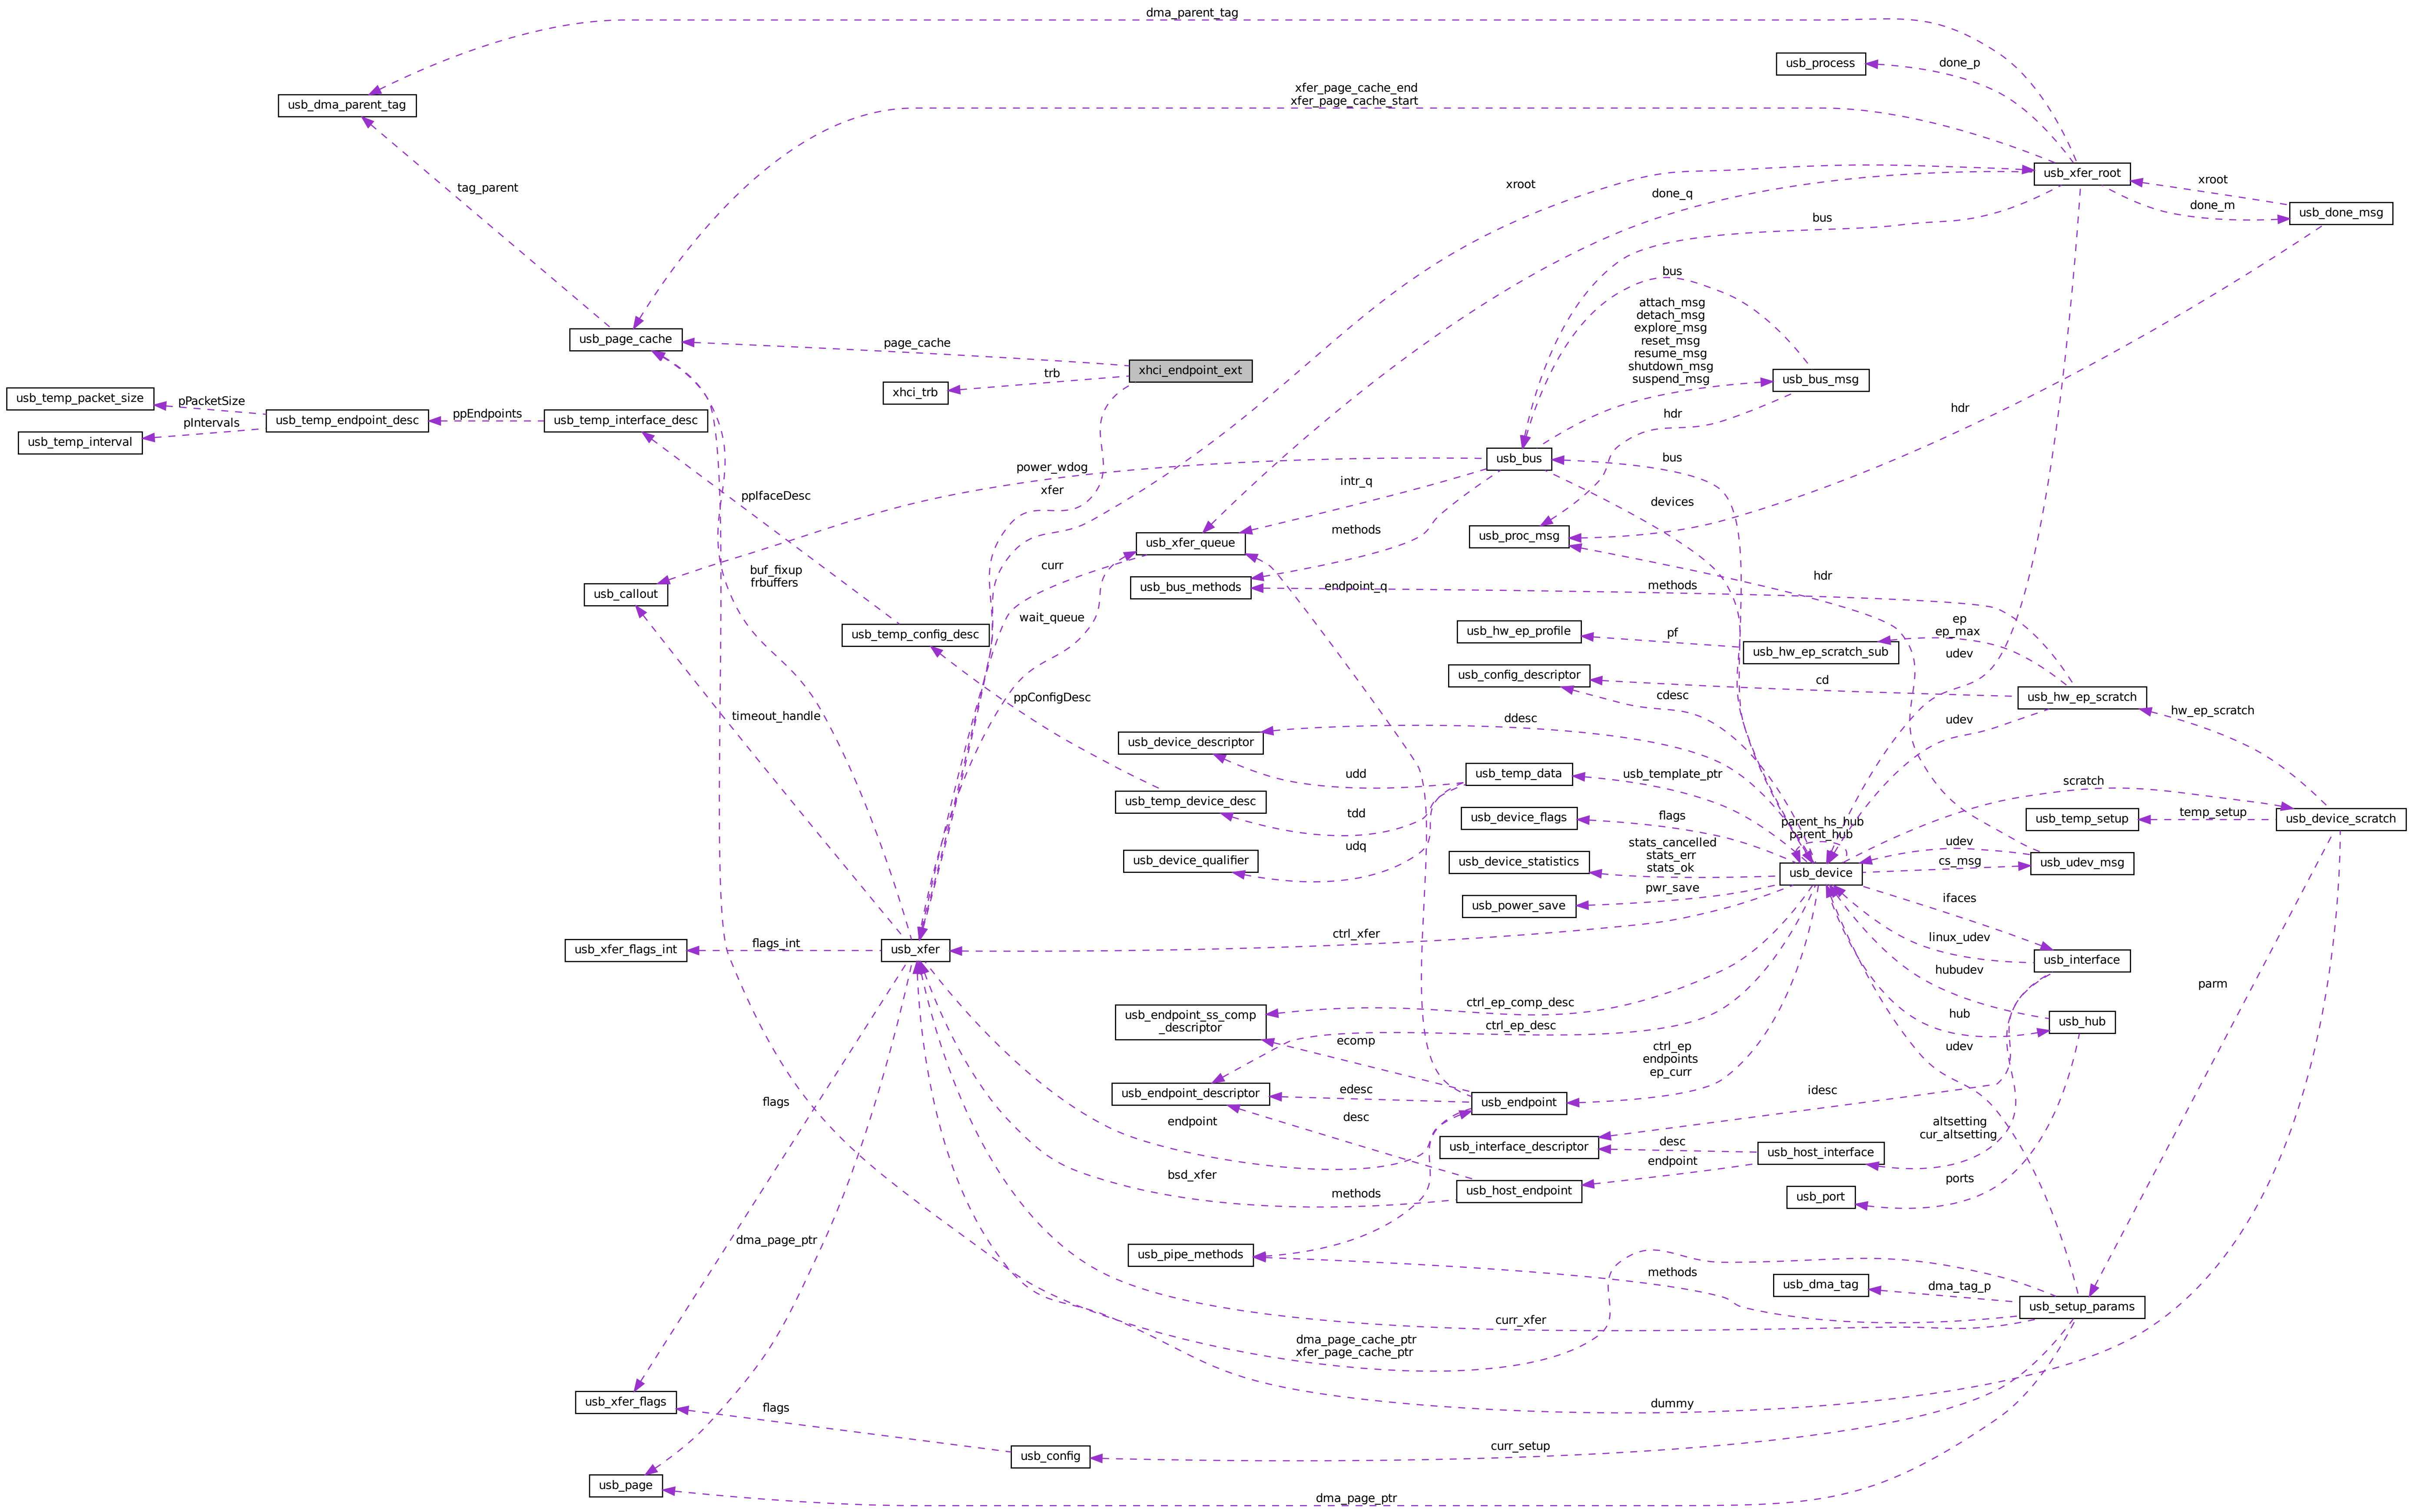 dma_parent_tag
usb_process
done_p
xfer_page_cache_end
xfer_page_cache_start
usb_dma_parent_tag
usb_xfer_root
xroot
done_m
usb_done_msg
tag_parent
xroot
done_q
bus
bus
attach_msg
detach_msg
explore_msg
reset_msg
resume_msg
shutdown_msg
suspend_msg
usb_page_cache
page_cache
xhci_endpoint_ext
trb
xhci_trb
usb_bus_msg
usb_temp_packet_size
pPacketSize
usb_temp_endpoint_desc
ppEndpoints
usb_temp_interface_desc
pIntervals
usb_temp_interval
hdr
hdr
usb_bus
bus
power_wdog
xfer
ppIfaceDesc
intr_q
devices
methods
usb_xfer_queue
usb_proc_msg
curr
buf_fixup
frbuffers
hdr
usb_callout
usb_bus_methods
endpoint_q
methods
wait_queue
usb_temp_config_desc
usb_hw_ep_profile
pf
ep
ep_max
usb_hw_ep_scratch_sub
udev
usb_config_descriptor
cd
cdesc
usb_hw_ep_scratch
hw_ep_scratch
ppConfigDesc
timeout_handle
ddesc
udev
usb_device_descriptor
udd
usb_temp_data
usb_template_ptr
scratch
usb_temp_device_desc
tdd
usb_device_flags
flags
parent_hs_hub
parent_hub
usb_temp_setup
temp_setup
usb_device_scratch
udq
usb_device_qualifier
usb_device_statistics
stats_cancelled
stats_err
stats_ok
usb_device
udev
cs_msg
usb_udev_msg
pwr_save
usb_power_save
ifaces
ctrl_xfer
linux_udev
usb_xfer_flags_int
flags_int
usb_xfer
usb_interface
hubudev
parm
usb_endpoint_ss_comp
_descriptor
ctrl_ep_comp_desc
ctrl_ep_desc
hub
usb_hub
ecomp
ctrl_ep
endpoints
ep_curr
udev
usb_endpoint_descriptor
edesc
usb_endpoint
idesc
flags
endpoint
desc
altsetting
cur_altsetting
usb_interface_descriptor
desc
usb_host_interface
endpoint
bsd_xfer
methods
usb_host_endpoint
ports
usb_port
dma_page_ptr
usb_pipe_methods
methods
usb_dma_tag
dma_tag_p
usb_setup_params
curr_xfer
dma_page_cache_ptr
xfer_page_cache_ptr
usb_xfer_flags
flags
dummy
curr_setup
usb_config
usb_page
dma_page_ptr